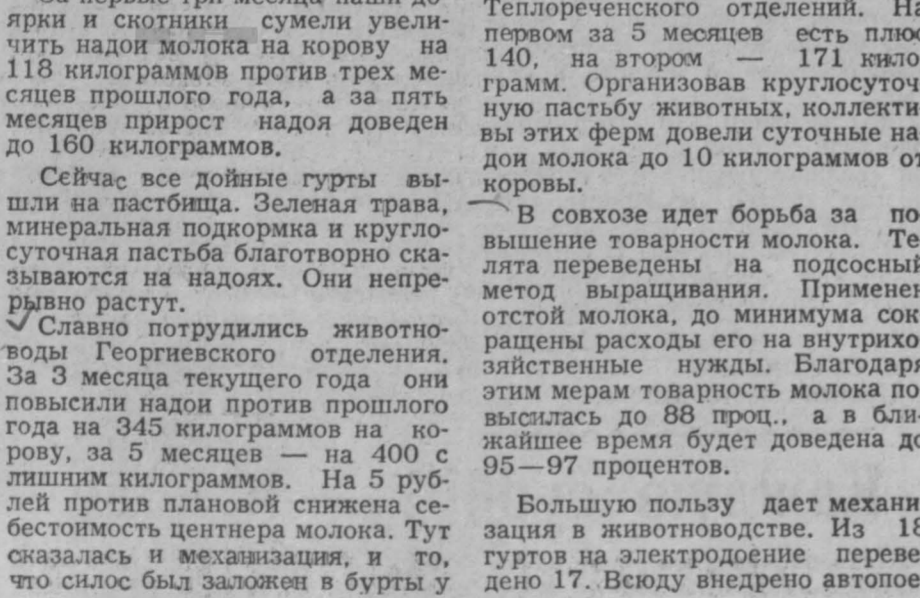 За первые три месяца наши до-
ярки и скотники сумели увели-
чить надои молока на корову на
118 килограммов против трех ме-
сяцев прошлого года, а за пять
месяцев прирост надоя доведен
до 160 килограммов.
Сейчас все дойные гурты вы-
шли на пастбища. Зеленая трава,
минеральная подкормка и кругло-
суточная пастьба благотворно ска-
зываются на надоях. Они непре-
рывно растут.
Славно потрудились животно-
воды Георгиевского отделения.
За 3 месяца текущего года они
повысили надои против прошлого
года на 345 килограммов на ко-
рову, за 5 месяцев — на 400 с
лишним килограммов. На 5 руб-
лей против плановой снижена се-
бестоимость центнера молока. Тут
сказалась и механизация, и то,
что силос был заложен в бурты у
Теплореченского отделений. На
первом за 5 месяцев есть плюс
140, на втором — 171 кило
грамм. Организовав круглосуточ
ную пастьбу животных, коллекти
вы этих ферм довели суточные на
дои молока до 10 килограммов от
коровы.
В совхозе идет борьба за по
вышение товарности молока. Те
лята переведены на подсосный
метод выращивания. Применен
отстой молока, до минимума сок
ращены расходы его на внутрихо
зяйственные нужды. Благодаря
этим мерам товарность молока по
высилась до 88 проц., а в бли-
жайшее время будет доведена до
95—97 процентов.
Большую пользу дает механи
зация в животноводстве. Из 18
гуртов на электродоение переве
дено 17. Всюду внедрено автопое